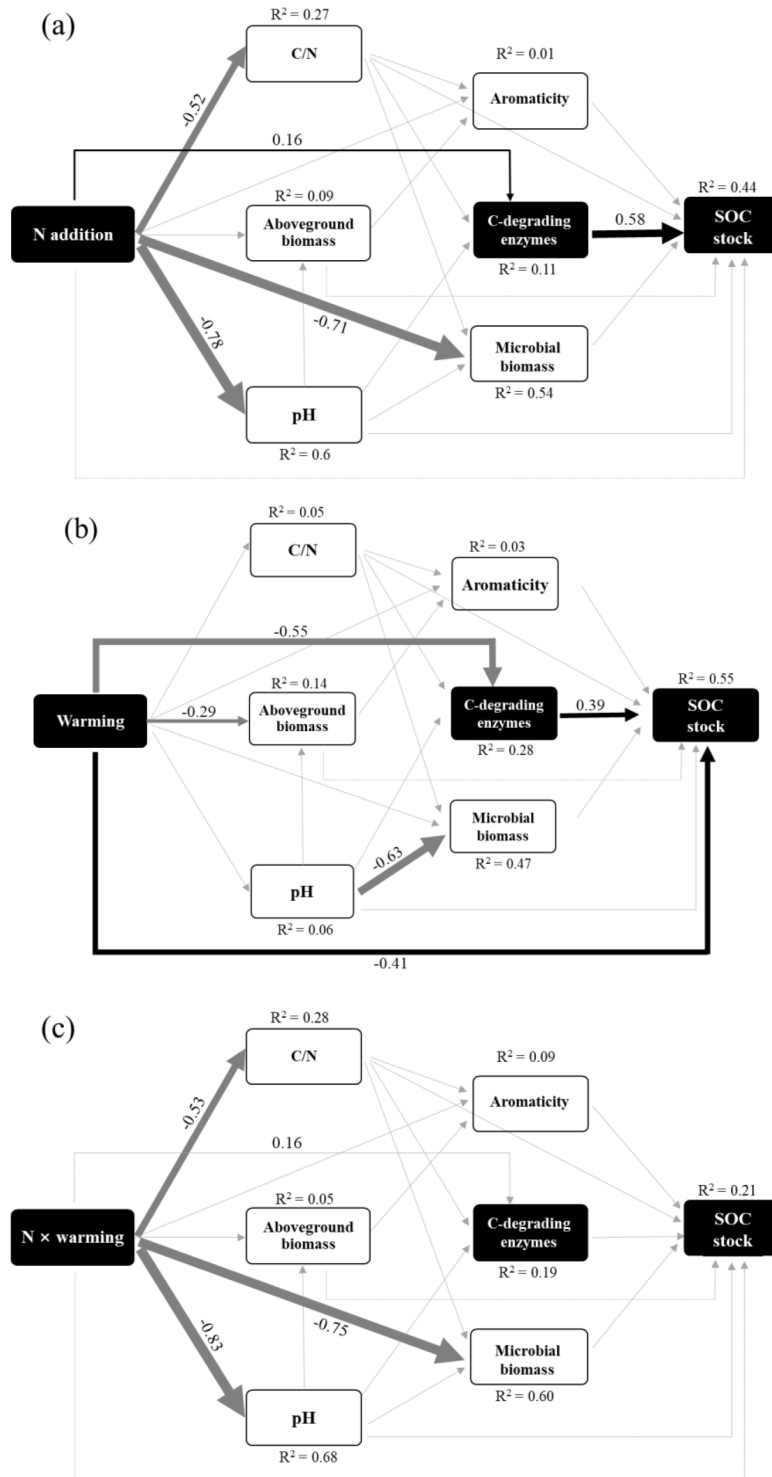 (a)
R² = 0.27
C/N
R² = 0.01
Aromaticity
-0.52
0.16
R² = 0.09
R² = 0.44
N addition
Aboveground
biomass
C-degrading
enzymes
0.58
SOC
stock
R² = 0.11
-0.78
-0.71
Microbial
biomass
R² = 0.54
pH
R² = 0.6
(b)
R² = 0.05
C/N
R² = 0.03
Aromaticity
-0.55
R² = 0.14
R² = 0.55
Warming
-0.29
Aboveground
biomass
C-degrading
enzymes
0.39
SOC
stock
R² = 0.28
Microbial
biomass
-0.63
R² = 0.47
pH
R² = 0.06
-0.41
(c)
R² = 0.28
C/N
R² = 0.09
Aromaticity
-0.53
0.16
R² = 0.05
R² = 0.21
N × warming
Aboveground
biomass
C-degrading
enzymes
SOC
stock
R² = 0.19
-0.83
-0.75
Microbial
biomass
R² = 0.60
pH
R² = 0.68